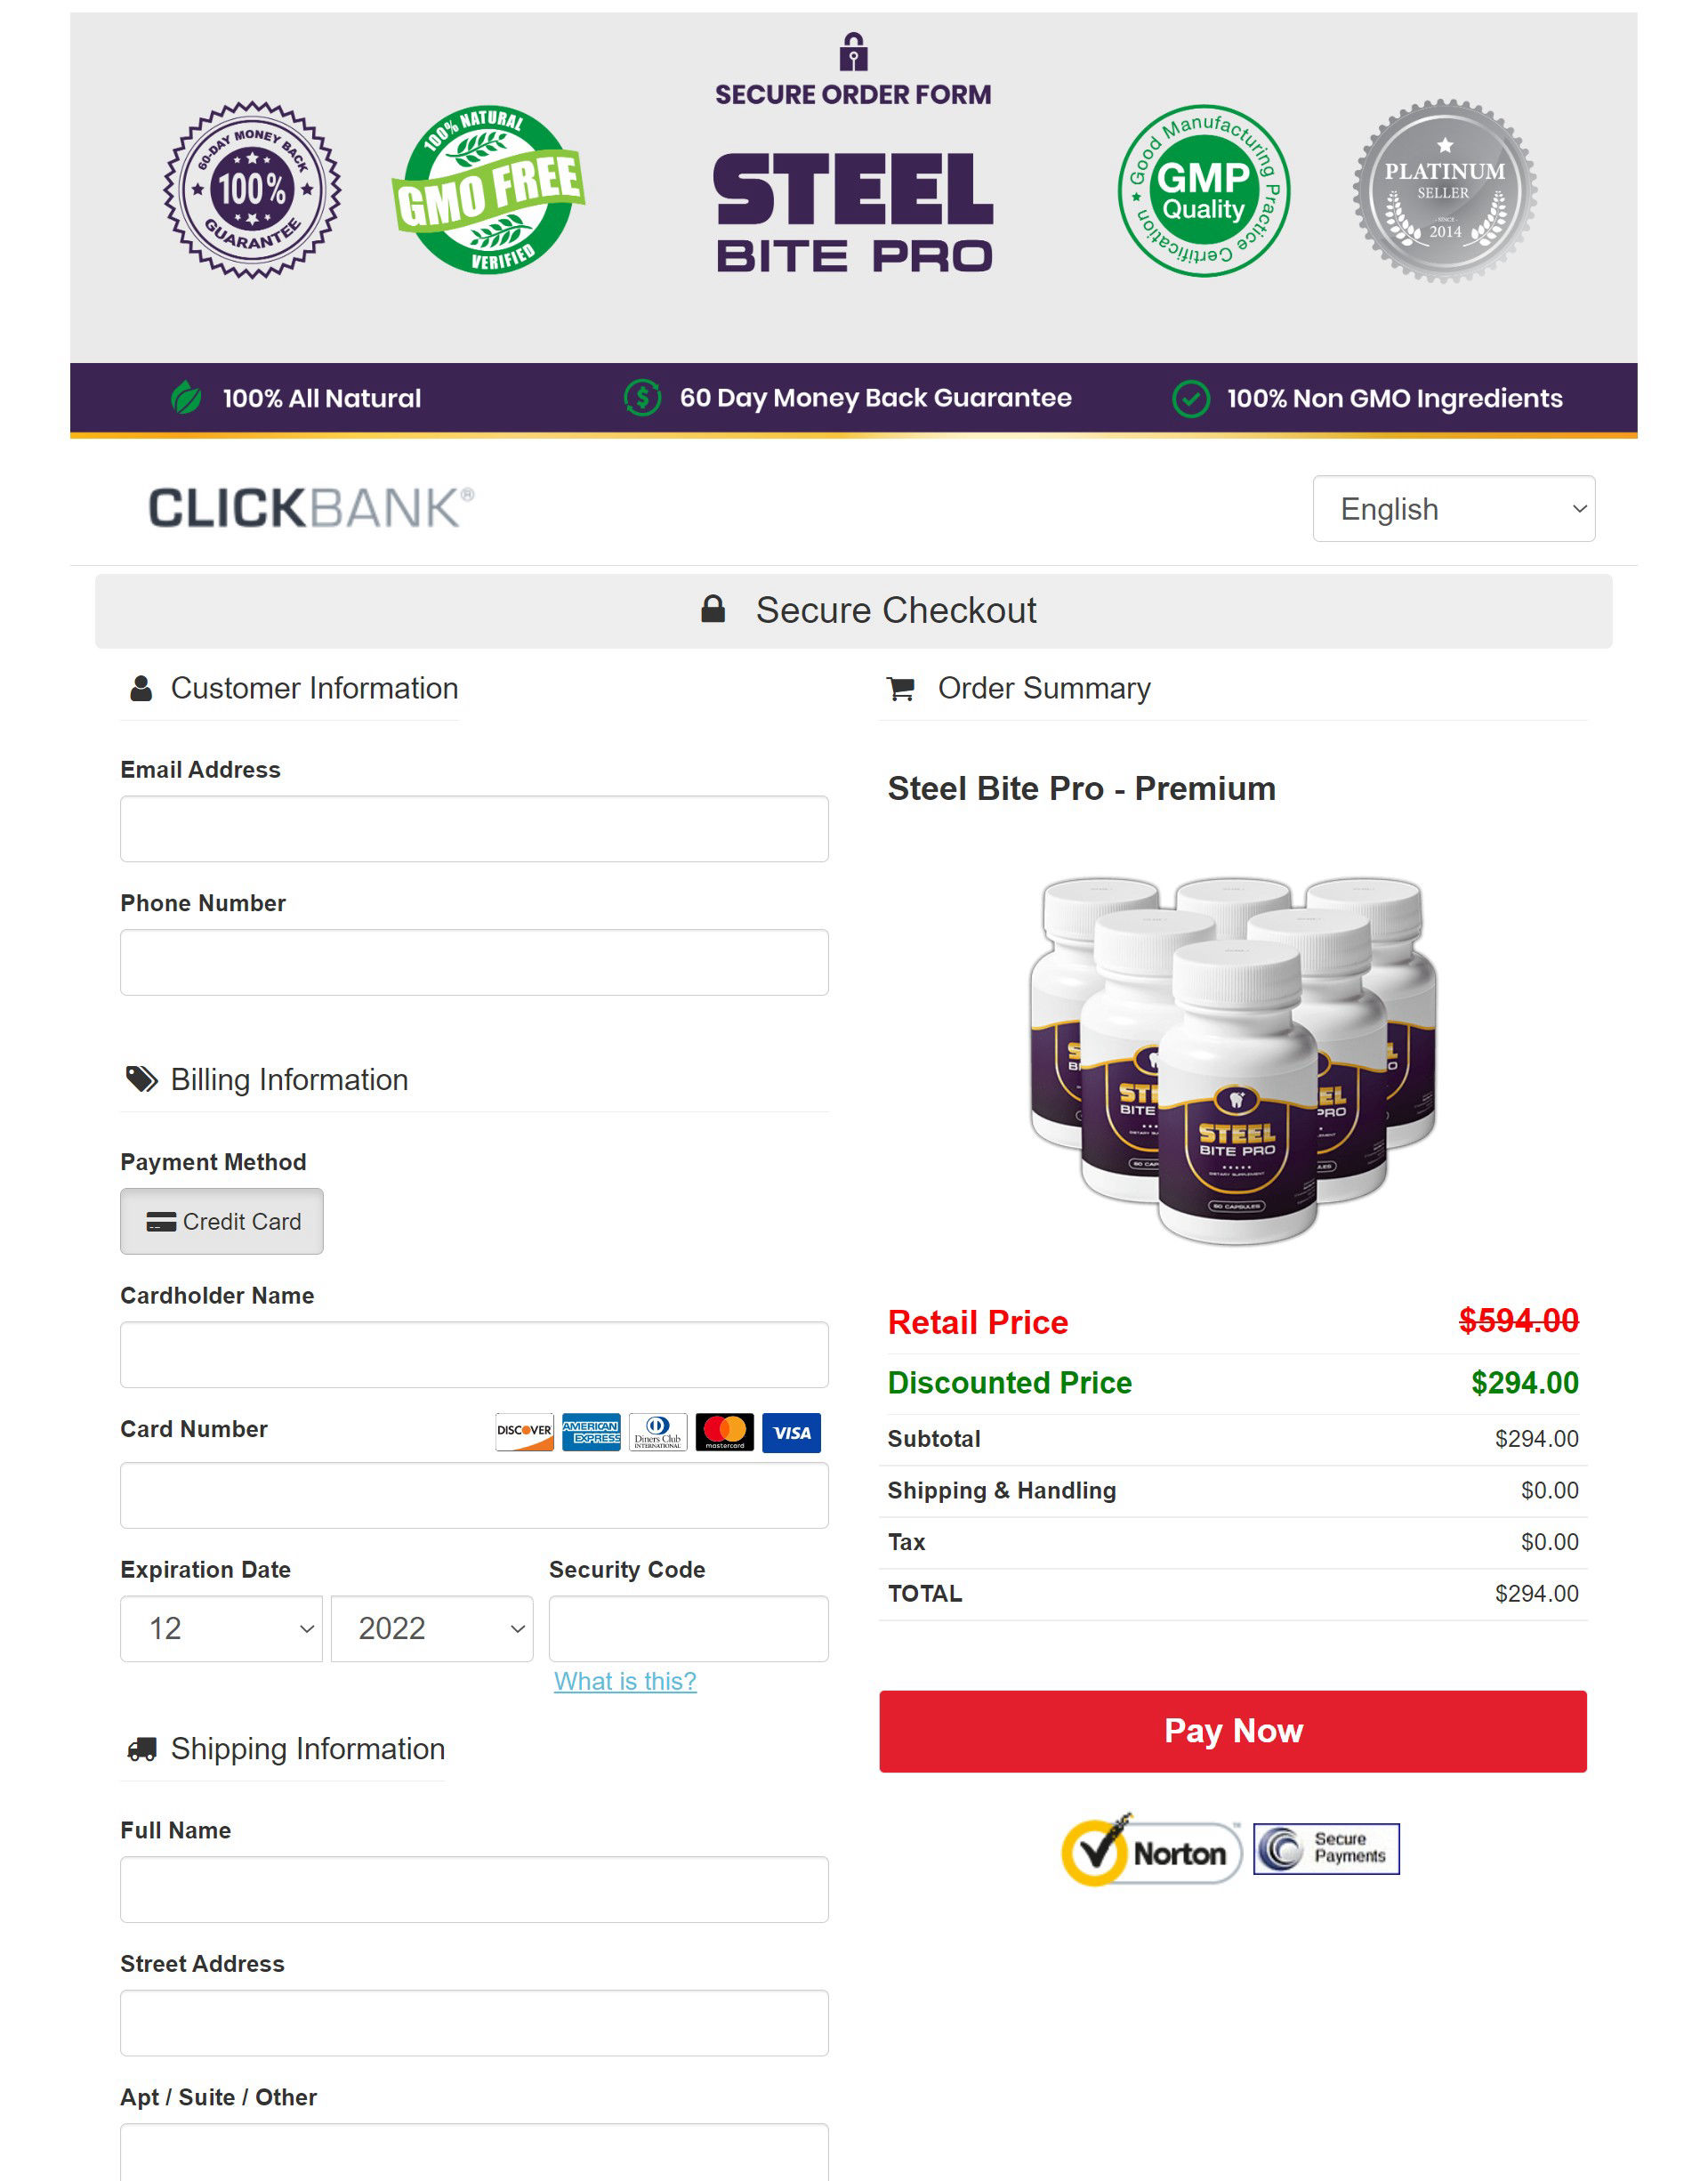 SECURE ORDER FORM
60-DAY MONEY BACK
100%
GUARANTEE
100% NATURAL
GMO FREE
VERIFIED
STEEL
BITE PRO
Good Manufacturing Practice Certification
GMP
Quality
PLATINUM
SELLER
SINCE
2014
100% All Natural
60 Day Money Back Guarantee
100% Non GMO Ingredients
CLICKBANK®
English
Secure Checkout
Customer Information
Email Address
Phone Number
Billing Information
Payment Method
Credit Card
Cardholder Name
Card Number
DISCOVER
AMERICAN
EXPRESS
Diners Club
INTERNATIONAL
mastercard
VISA
Expiration Date
Security Code
12
2022
What is this?
Shipping Information
Full Name
Street Address
Apt / Suite / Other
Order Summary
Steel Bite Pro - Premium
STEEL
BITE PRO
DIETARY SUPPLEMENT
60 CAPSULES
Retail Price $594.00
Discounted Price $294.00
Subtotal $294.00
Shipping & Handling $0.00
Tax $0.00
TOTAL $294.00
Pay Now
Norton
Secure
Payments